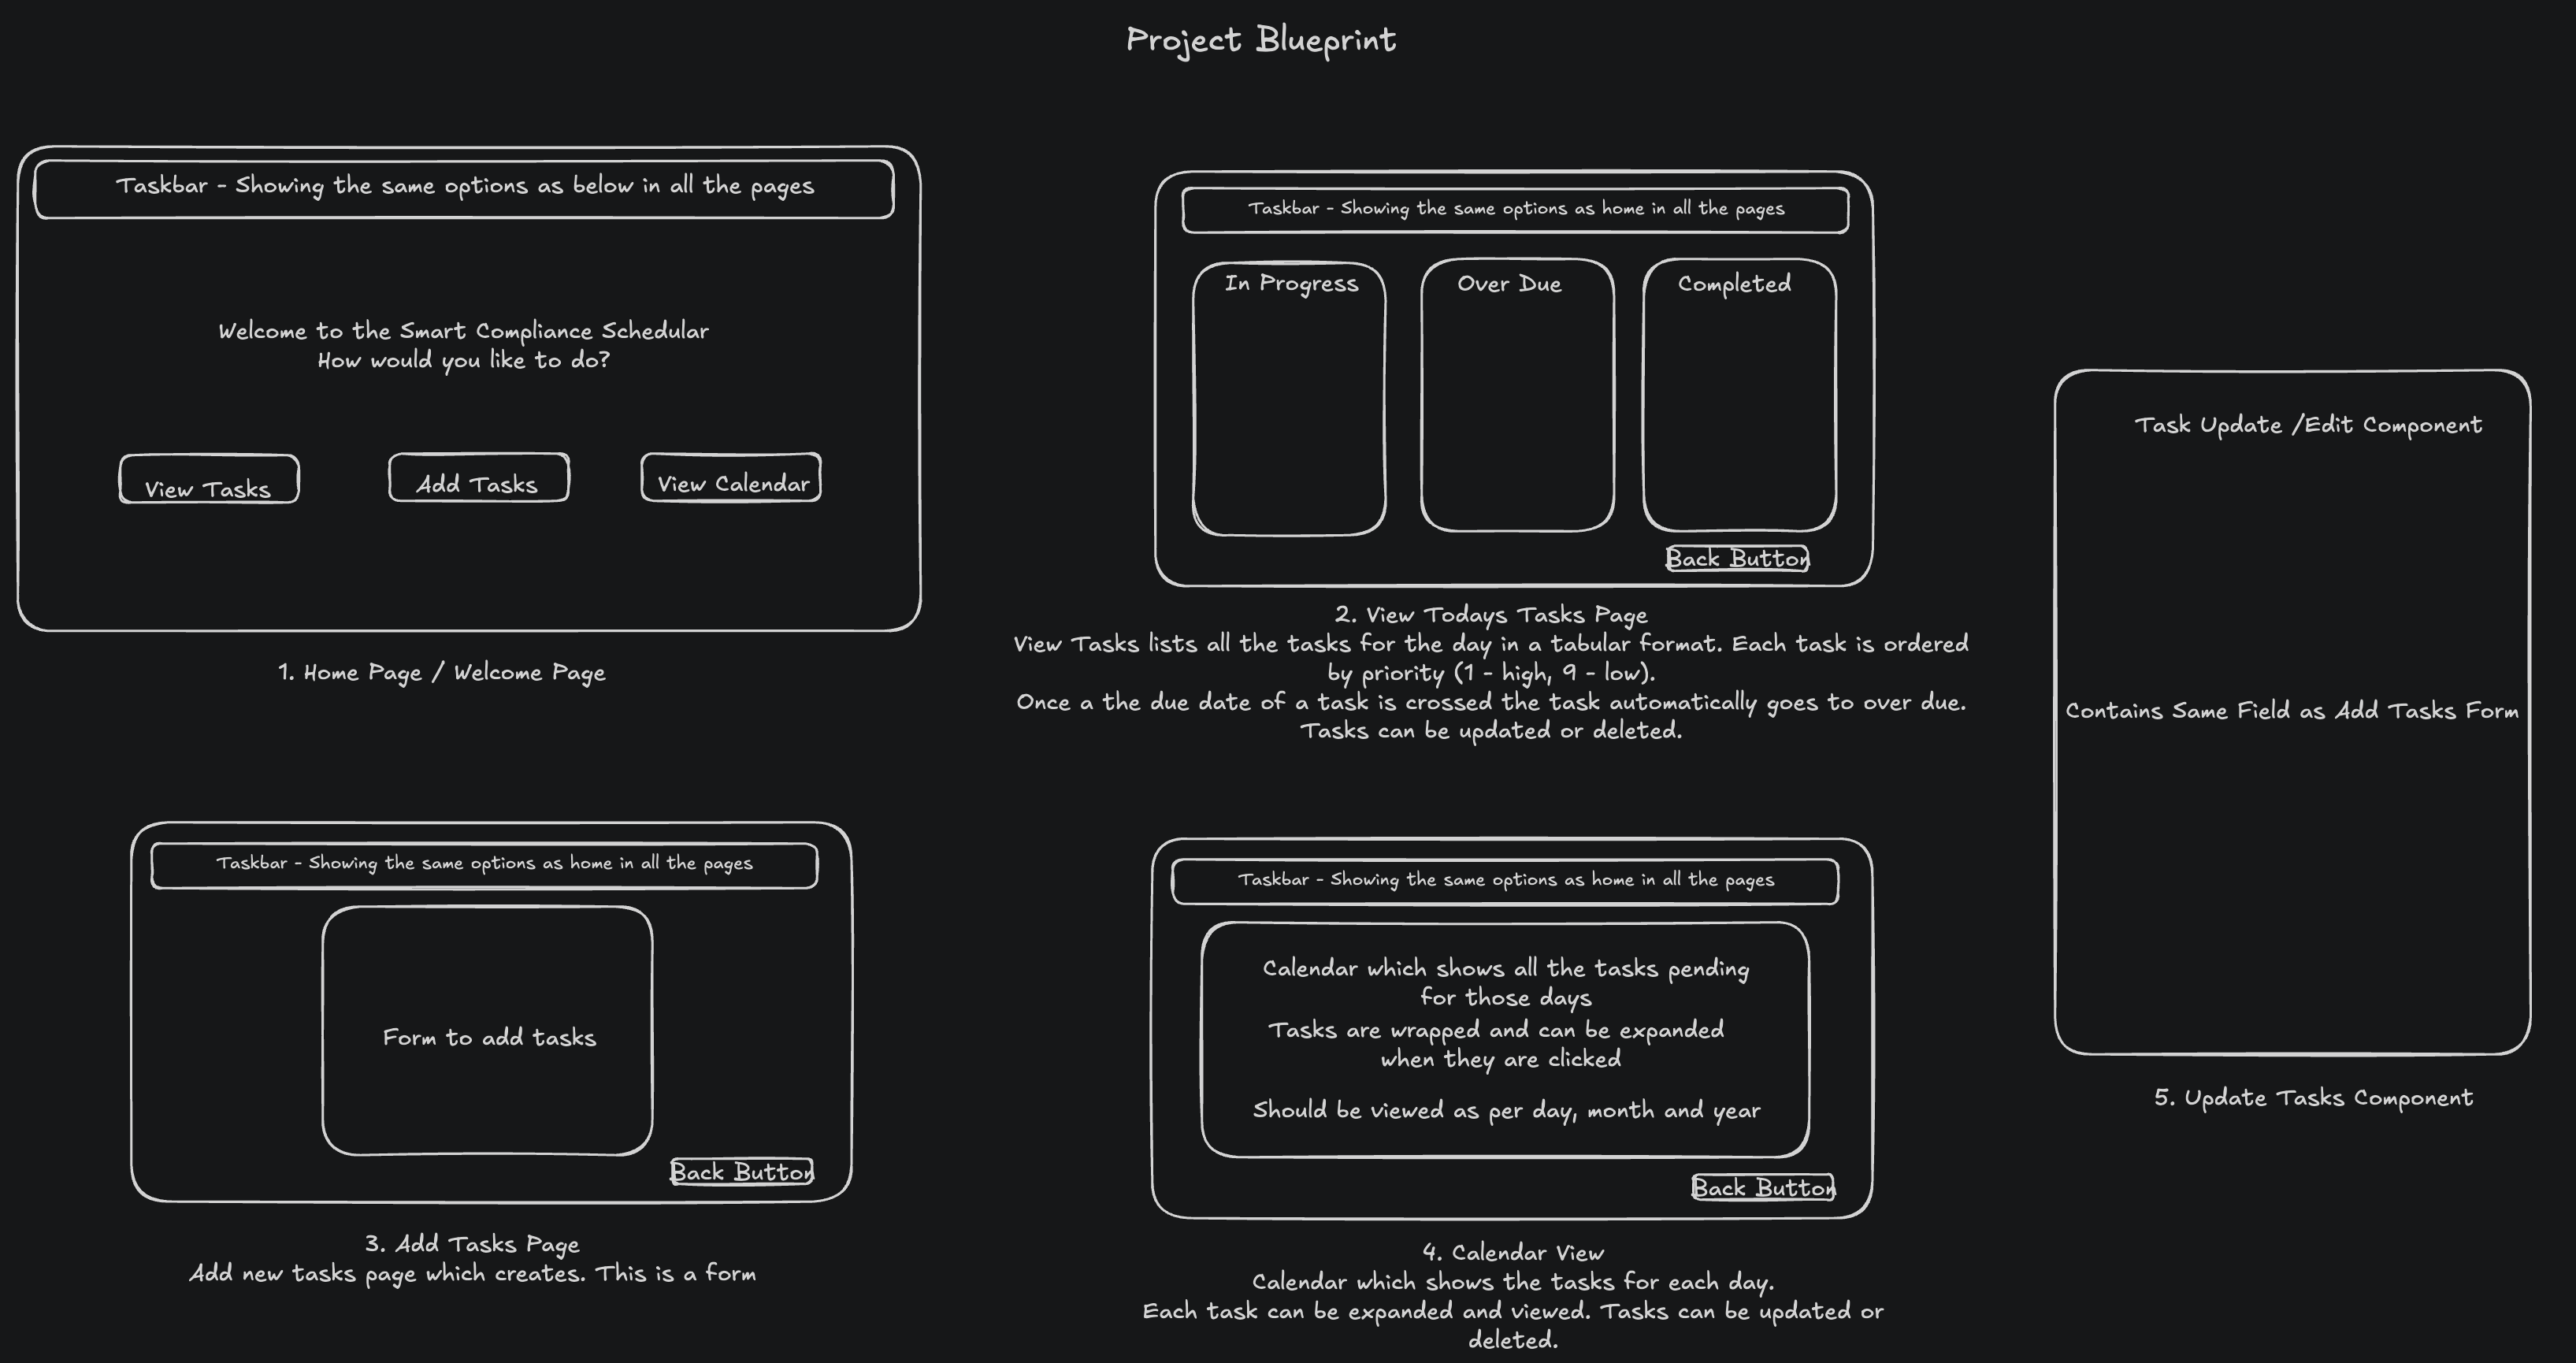 Project Blueprint
Taskbar - Showing the same options as below in all the pages
Welcome to the Smart Compliance Schedular
How would you like to do?
View Tasks
Add Tasks
View Calendar
1. Home Page / Welcome Page
Taskbar - Showing the same options as home in all the pages
In Progress
Over Due
Completed
Back Button
2. View Todays Tasks Page
View Tasks lists all the tasks for the day in a tabular format. Each task is ordered
by priority (1 - high, 9 - low).
Once a the due date of a task is crossed the task automatically goes to over due.
Tasks can be updated or deleted.
Taskbar - Showing the same options as home in all the pages
Form to add tasks
Back Button
3. Add Tasks Page
Add new tasks page which creates. This is a form
Taskbar - Showing the same options as home in all the pages
Calendar which shows all the tasks pending
for those days
Tasks are wrapped and can be expanded
when they are clicked
Should be viewed as per day, month and year
Back Button
4. Calendar View
Calendar which shows the tasks for each day.
Each task can be expanded and viewed. Tasks can be updated or
deleted.
Task Update /Edit Component
Contains Same Field as Add Tasks Form
5. Update Tasks Component